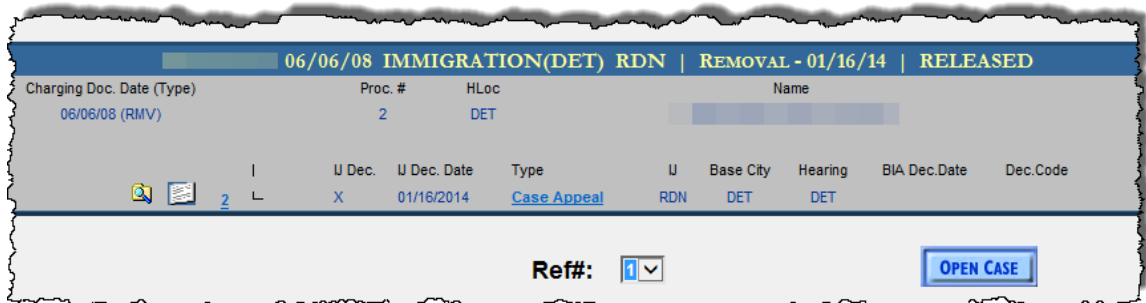 06/06/08 IMMIGRATION(DET) RDN | REMOVAL - 01/16/14 | RELEASED
Charging Doc. Date (Type) Proc. # HLoc Name
06/06/08 (RMV) 2 DET
| IJ Dec. IJ Dec. Date Type IJ Base City Hearing BIA Dec.Date Dec.Code
2 X 01/16/2014 Case Appeal RDN DET DET
Ref#: 1 OPEN CASE